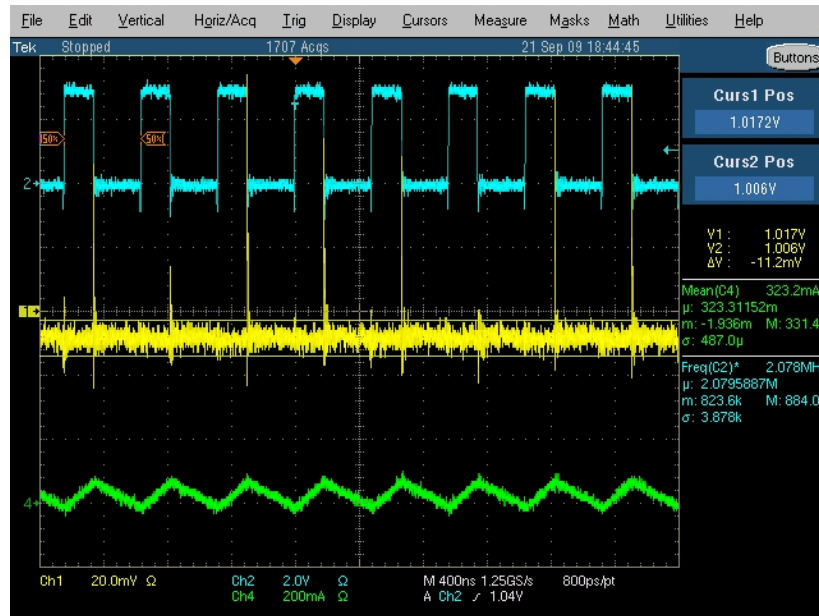 File Edit Vertical Horiz/Acq Trig Display Cursors Measure Masks Math Utilities Help
Tek Stopped 1707 Acqs 21 Sep 09 18:44:45
Buttons
Curs1 Pos
1.0172V
Curs2 Pos
1.006V
50% 50%
2
V1 : 1.017V
V2 : 1.006V
ΔV : -11.2mV
Mean(C4) 323.2mA
μ: 323.31152m
m: -1.936m M: 331.4
σ: 487.0μ
1
Freq(C2)* 2.078MH
μ: 2.0795887M
m: 823.6k M: 884.0
σ: 3.878k
4
Ch1 20.0mV Ω Ch2 2.0V Ω M 400ns 1.25GS/s 800ps/pt
Ch4 200mA Ω A Ch2 ∕ 1.04V